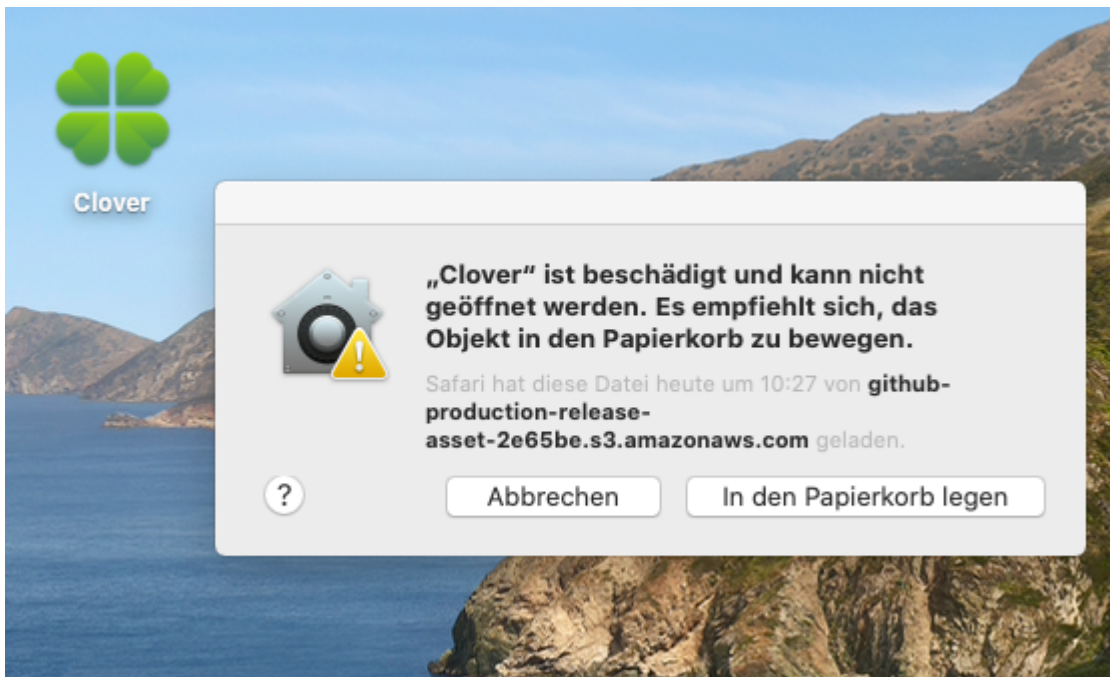 Clover
„Clover“ ist beschädigt und kann nicht
geöffnet werden. Es empfiehlt sich, das
Objekt in den Papierkorb zu bewegen.
Safari hat diese Datei heute um 10:27 von github-
production-release-
asset-2e65be.s3.amazonaws.com geladen.
?
Abbrechen
In den Papierkorb legen